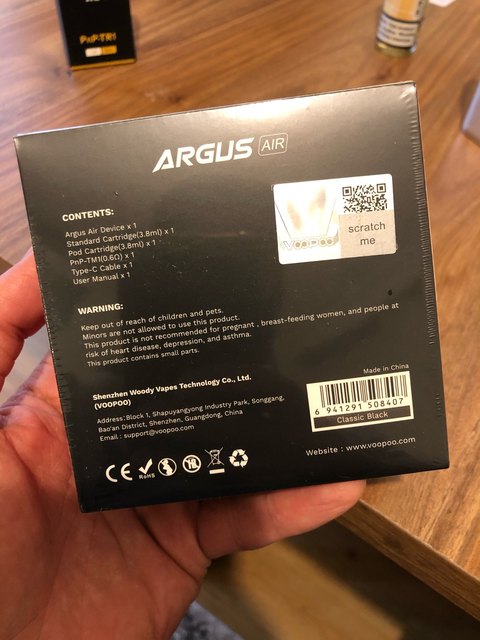 PnP-TR1
ARGUS AIR
CONTENTS:
Argus Air Device x 1
Standard Cartridge(3.8ml) x 1
Pod Cartridge(3.8ml) x 1
PnP-TM1(0.6Ω) x 1
Type-C Cable x 1
User Manual x 1
VOOPOO
scratch
me
WARNING:
Keep out of reach of children and pets.
Minors are not allowed to use this product.
This product is not recommended for pregnant , breast-feeding women, and people at
risk of heart disease, depression, and asthma.
This product contains small parts.
Shenzhen Woody Vapes Technology Co., Ltd.
(VOOPOO)
Address:Block 1, Shapuyangyong Industry Park, Songgang,
Bao'an District, Shenzhen, Guangdong, China
Email : support@voopoo.com
Made in China
6 941291 508407
Classic Black
CE RoHS 18
Website : www.voopoo.com